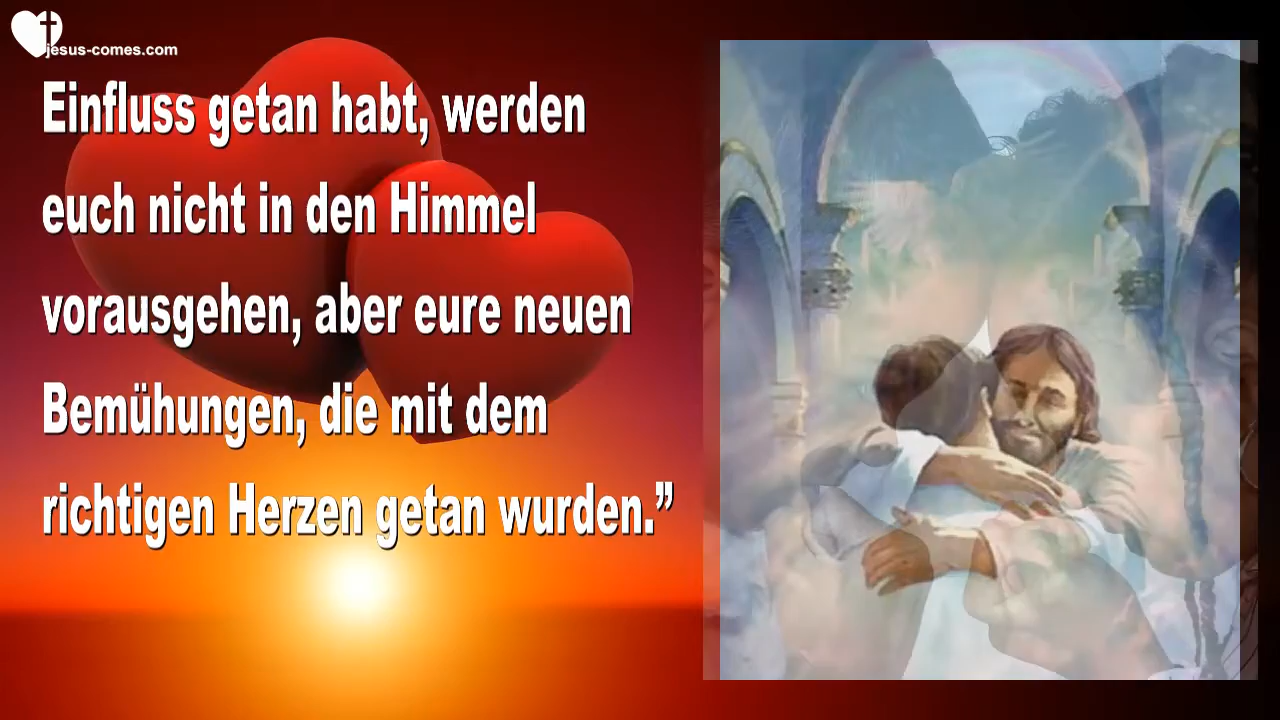 jesus-comes.com
Einfluss getan habt, werden
euch nicht in den Himmel
vorausgehen, aber eure neuen
Bemühungen, die mit dem
richtigen Herzen getan wurden.”